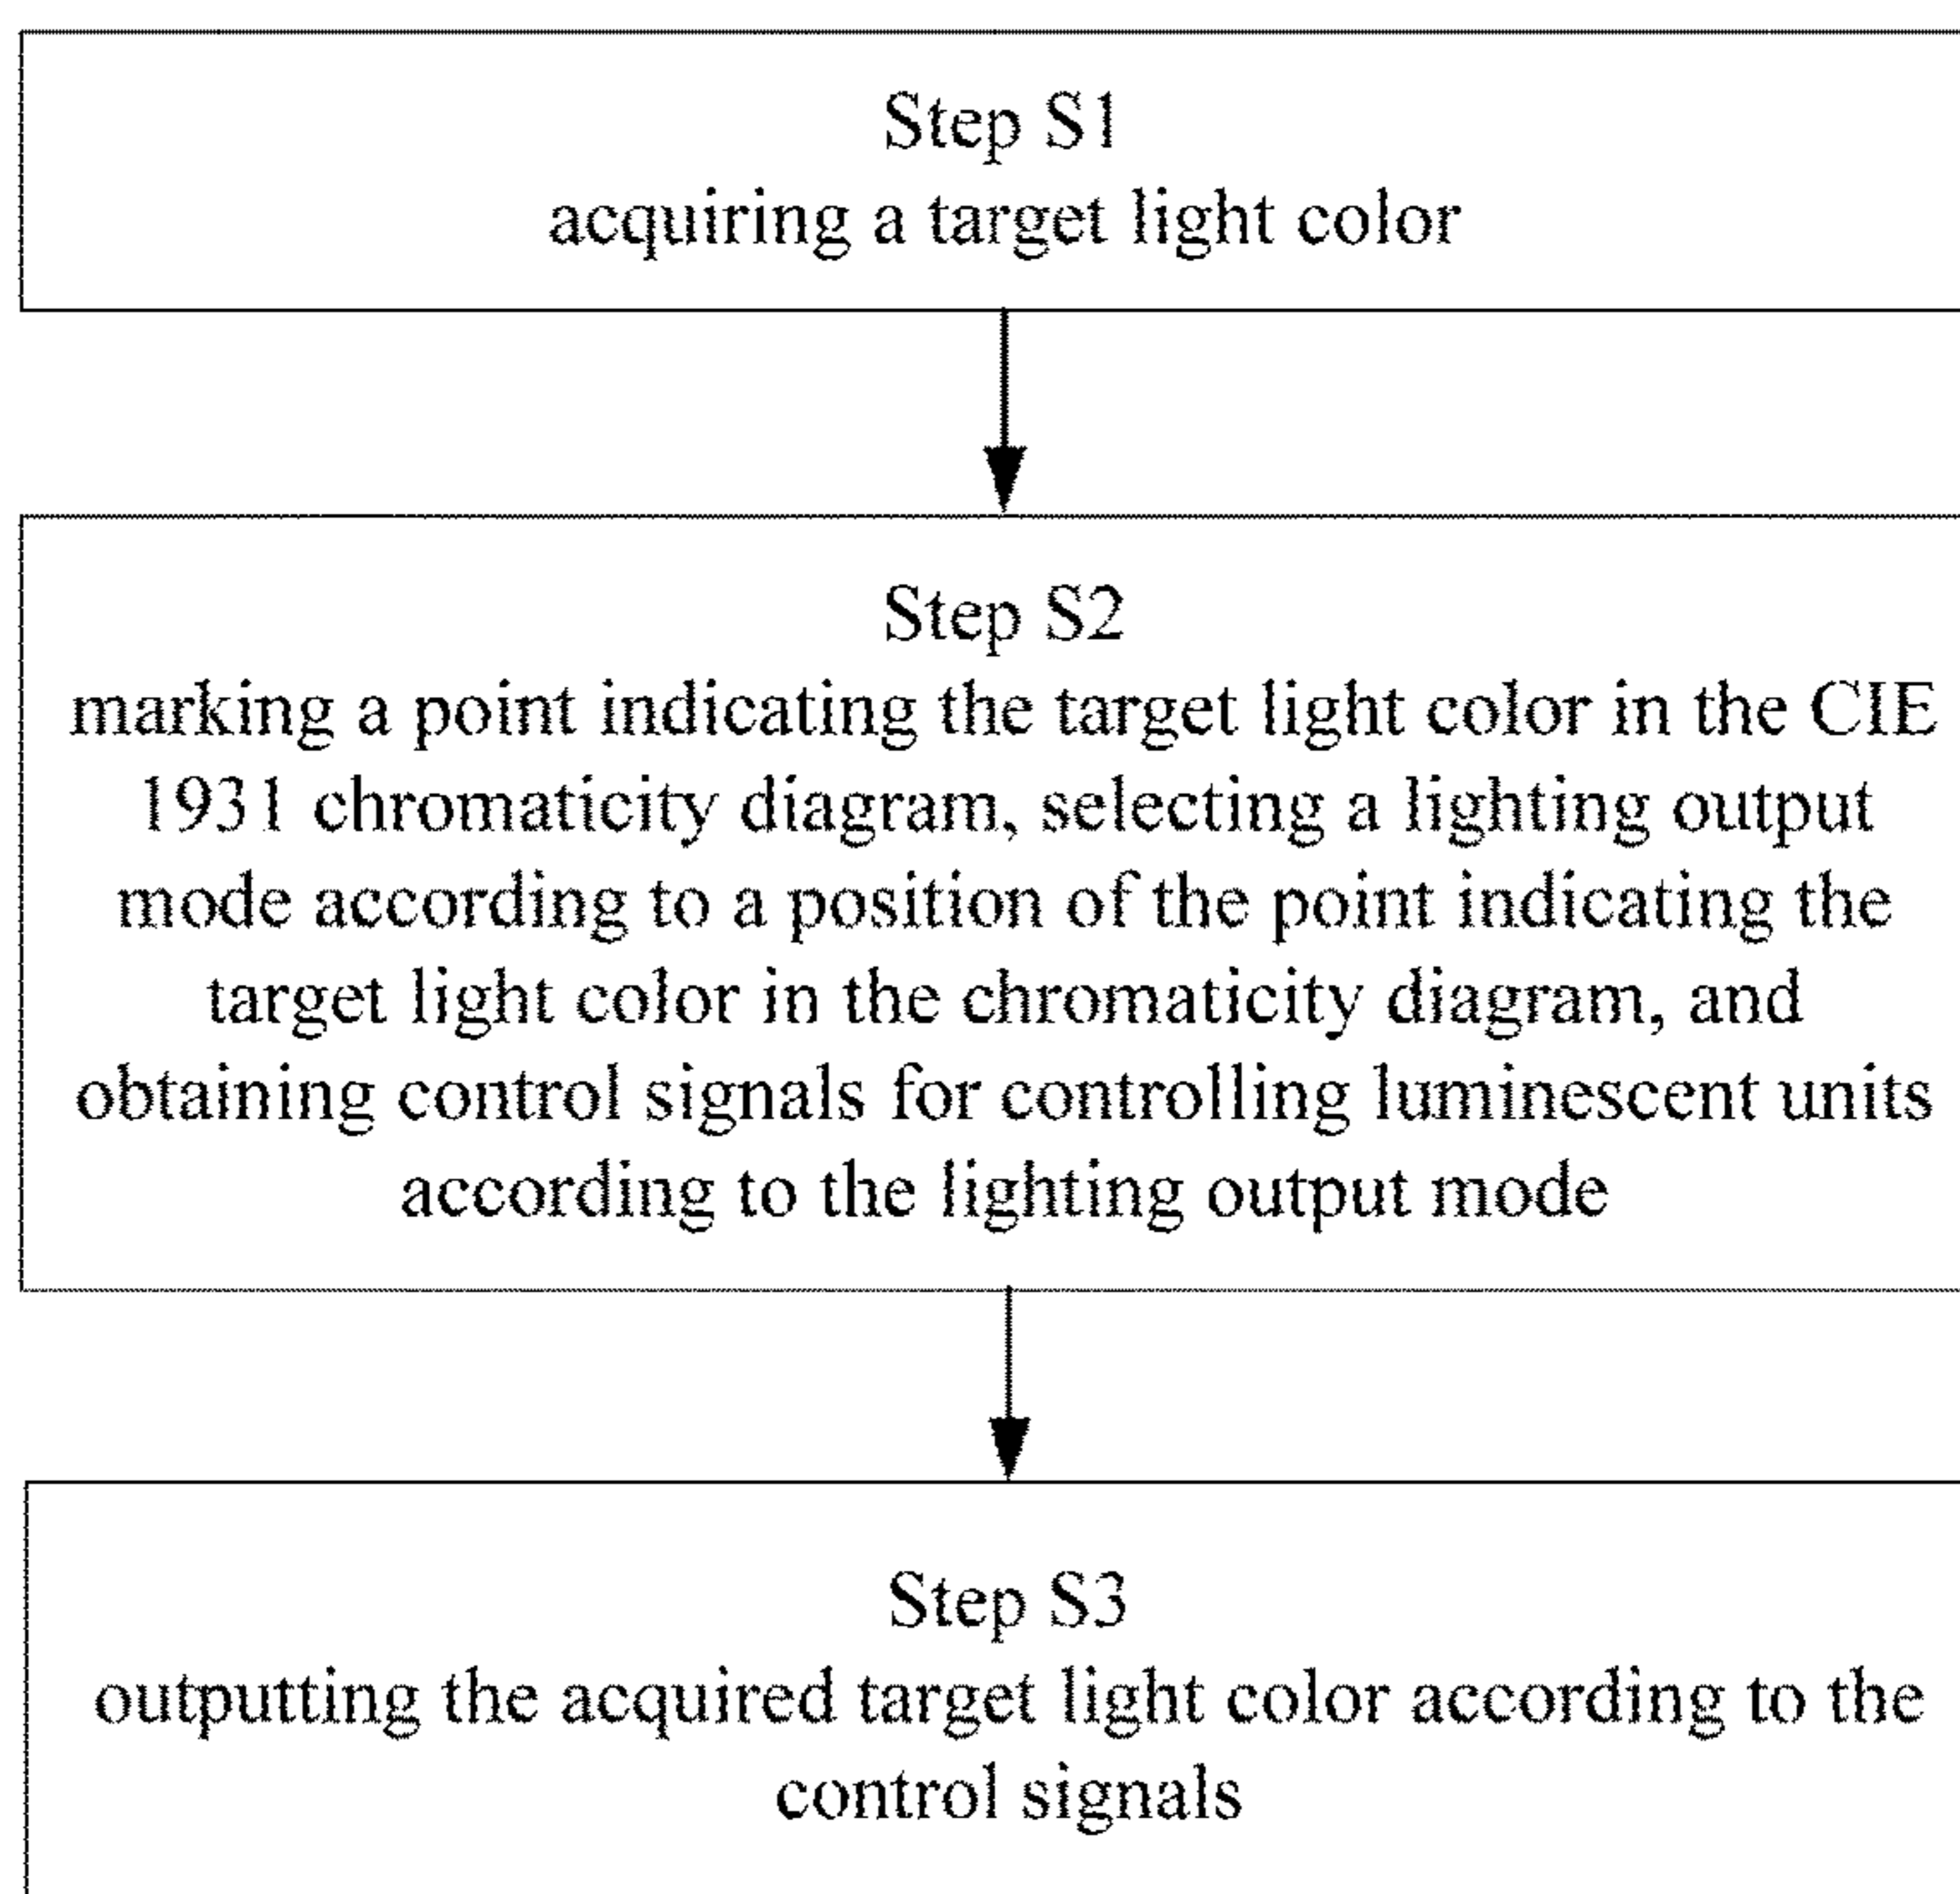 Step S1
acquiring a target light color
Step S2
marking a point indicating the target light color in the CIE
1931 chromaticity diagram, selecting a lighting output
mode according to a position of the point indicating the
target light color in the chromaticity diagram, and
obtaining control signals for controlling luminescent units
according to the lighting output mode
Step S3
outputting the acquired target light color according to the
control signals